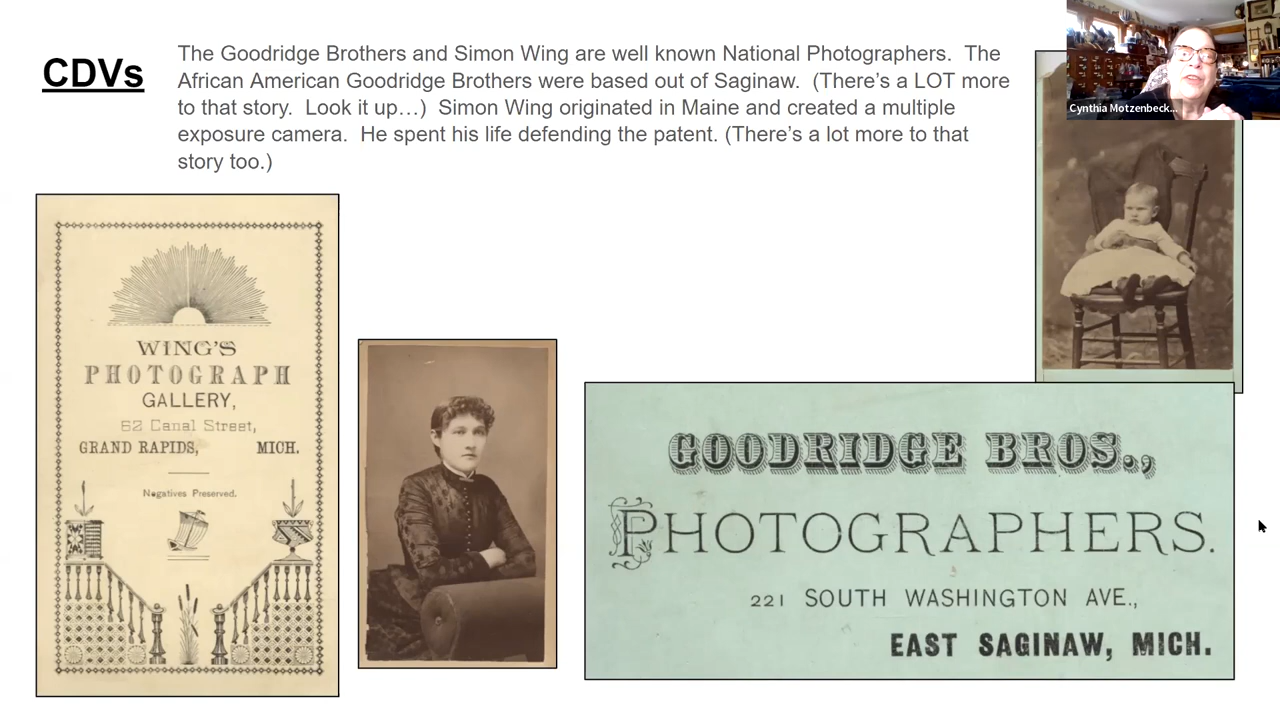 CDVs
The Goodridge Brothers and Simon Wing are well known National Photographers. The
African American Goodridge Brothers were based out of Saginaw. (There’s a LOT more
to that story. Look it up…) Simon Wing originated in Maine and created a multiple
exposure camera. He spent his life defending the patent. (There’s a lot more to that
story too.)
Cynthia Motzenbeck...
WING'S
PHOTOGRAPH
GALLERY,
62 Canal Street,
GRAND RAPIDS, MICH.
Negatives Preserved.
GOODRIDGE BROS.,
PHOTOGRAPHERS.
221 SOUTH WASHINGTON AVE.,
EAST SAGINAW, MICH.